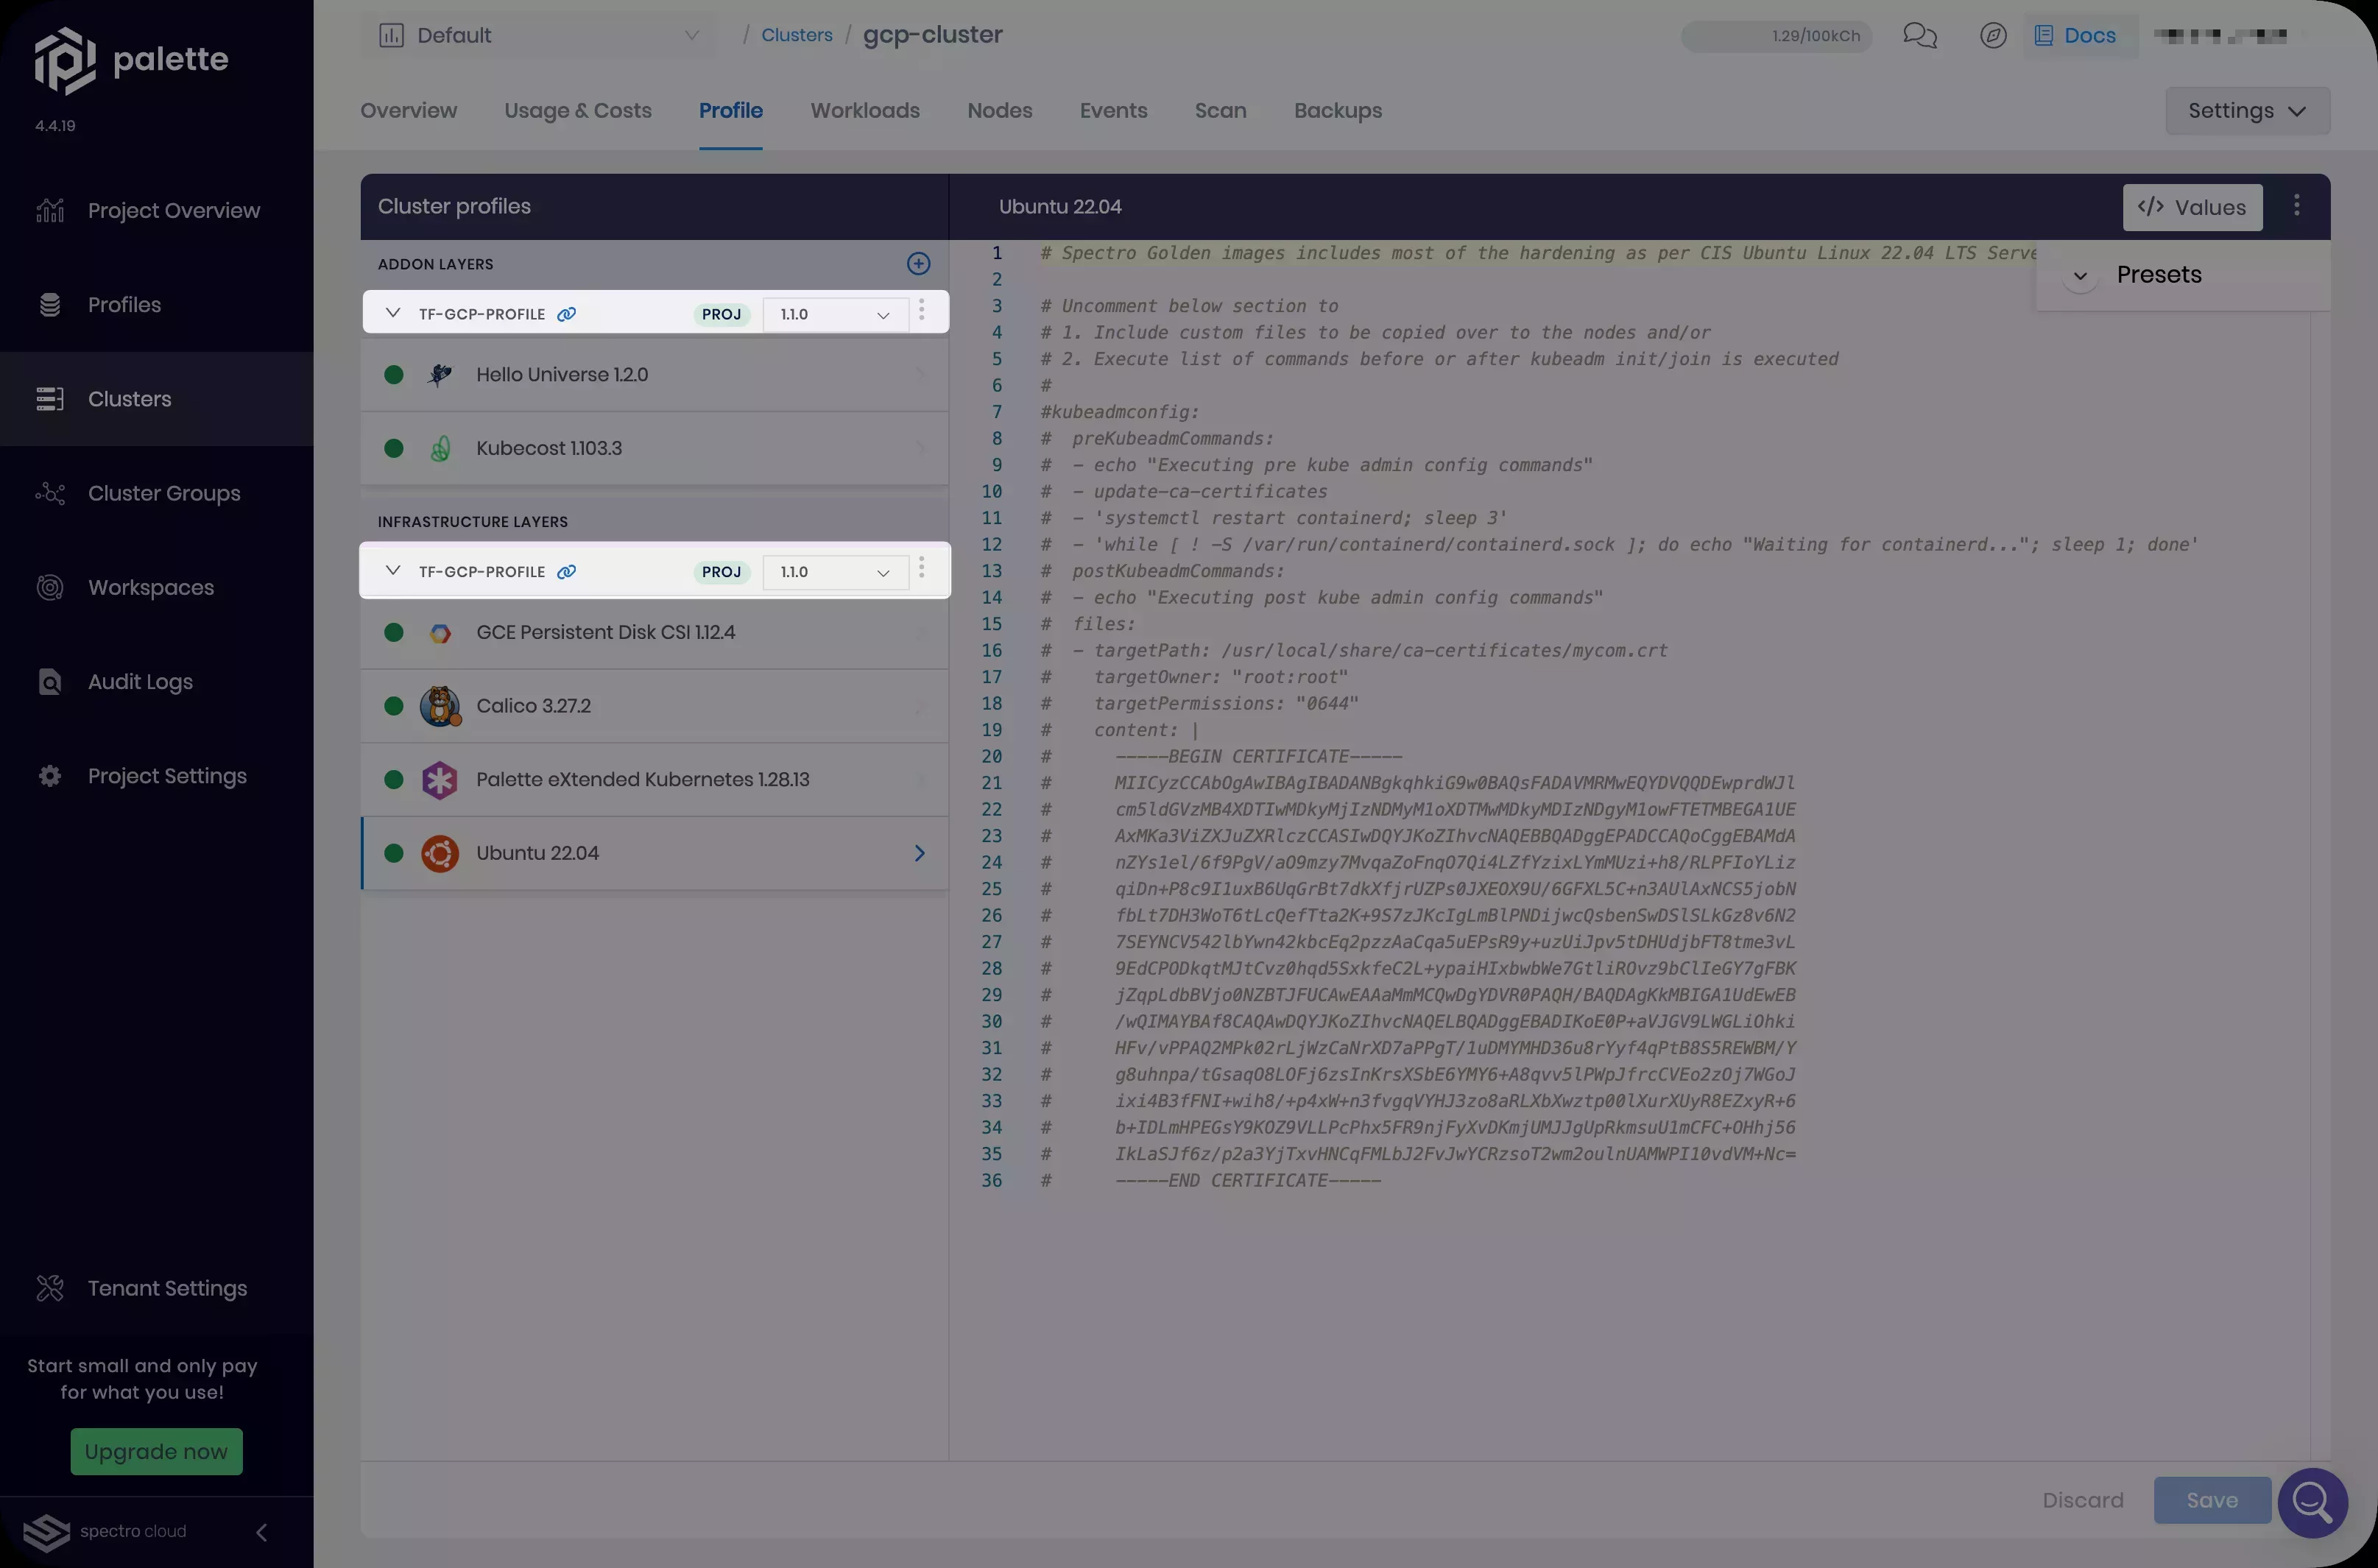 palette
4.4.19
Project Overview
Profiles
Clusters
Cluster Groups
Workspaces
Audit Logs
Project Settings
Tenant Settings
Start small and only pay
for what you use!
Upgrade now
spectro cloud
Default
/ Clusters / gcp-cluster
1.29/100kCh
Docs
Overview
Usage & Costs
Profile
Workloads
Nodes
Events
Scan
Backups
Settings
Cluster profiles
ADDON LAYERS
TF-GCP-PROFILE PROJ 1.1.0
Hello Universe 1.2.0
Kubecost 1.103.3
INFRASTRUCTURE LAYERS
TF-GCP-PROFILE PROJ 1.1.0
GCE Persistent Disk CSI 1.12.4
Calico 3.27.2
Palette eXtended Kubernetes 1.28.13
Ubuntu 22.04
Ubuntu 22.04
</> Values
Presets
1 # Spectro Golden images includes most of the hardening as per CIS Ubuntu Linux 22.04 LTS Serve
2
3 # Uncomment below section to
4 # 1. Include custom files to be copied over to the nodes and/or
5 # 2. Execute list of commands before or after kubeadm init/join is executed
6 #
7 #kubeadmconfig:
8 #  preKubeadmCommands:
9 #  - echo "Executing pre kube admin config commands"
10 #  - update-ca-certificates
11 #  - 'systemctl restart containerd; sleep 3'
12 #  - 'while [ ! -S /var/run/containerd/containerd.sock ]; do echo "Waiting for containerd..."; sleep 1; done'
13 #  postKubeadmCommands:
14 #  - echo "Executing post kube admin config commands"
15 #  files:
16 #  - targetPath: /usr/local/share/ca-certificates/mycom.crt
17 #    targetOwner: "root:root"
18 #    targetPermissions: "0644"
19 #    content: |
20 #      -----BEGIN CERTIFICATE-----
21 #      MIICyzCCAbOgAwIBAgIBADANBgkqhkiG9w0BAQsFADAVMRMwEQYDVQQDEwprdWJl
22 #      cm5ldGVzMB4XDTIwMDkyMjIzNDMyM1oXDTMwMDkyMDIzNDgyM1owFTETMBEGA1UE
23 #      AxMKa3ViZXJuZXRlczCCASIwDQYJKoZIhvcNAQEBBQADggEPADCCAQoCggEBAMdA
24 #      nZYs1el/6f9PgV/aO9mzy7MvqaZoFnqO7Qi4LZfYzixLYmMUzi+h8/RLPFIoYLiz
25 #      qiDn+P8c9I1uxB6UqGrBt7dkXfjrUZPs0JXEOX9U/6GFXL5C+n3AUlAxNCS5jobN
26 #      fbLt7DH3WoT6tLcQefTta2K+9S7zJKcIgLmBlPNDijwcQsbenSwDSlSLkGz8v6N2
27 #      7SEYNCV542lbYwn42kbcEq2pzzAaCqa5uEPsR9y+uzUiJpv5tDHUdjbFT8tme3vL
28 #      9EdCPODkqtMJtCvz0hqd5SxkfeC2L+ypaiHIxbwbWe7GtliROvz9bClIeGY7gFBK
29 #      jZqpLdbBVjo0NZBTJFUCAwEAAaMmMCQwDgYDVR0PAQH/BAQDAgKkMBIGA1UdEwEB
30 #      /wQIMAYBAf8CAQAwDQYJKoZIhvcNAQELBQADggEBADIKoE0P+aVJGV9LWGLiOhki
31 #      HFv/vPPAQ2MPk02rLjWzCaNrXD7aPPgT/1uDMYMHD36u8rYyf4qPtB8S5REWBM/Y
32 #      g8uhnpa/tGsaqO8LOFj6zsInKrsXSbE6YMY6+A8qvv5lPWpJfrcCVEo2zOj7WGoJ
33 #      ixi4B3fFNI+wih8/+p4xW+n3fvgqVYHJ3zo8aRLXbXwztp00lXurXUyR8EZxyR+6
34 #      b+IDLmHPEGsY9KOZ9VLLPcPhx5FR9njFyXvDKmjUMJJgUpRkmsuU1mCFC+OHhj56
35 #      IkLaSJf6z/p2a3YjTxvHNCqFMLbJ2FvJwYCRzsoT2wm2oulnUAMWPI10vdVM+Nc=
36 #      -----END CERTIFICATE-----
Discard
Save